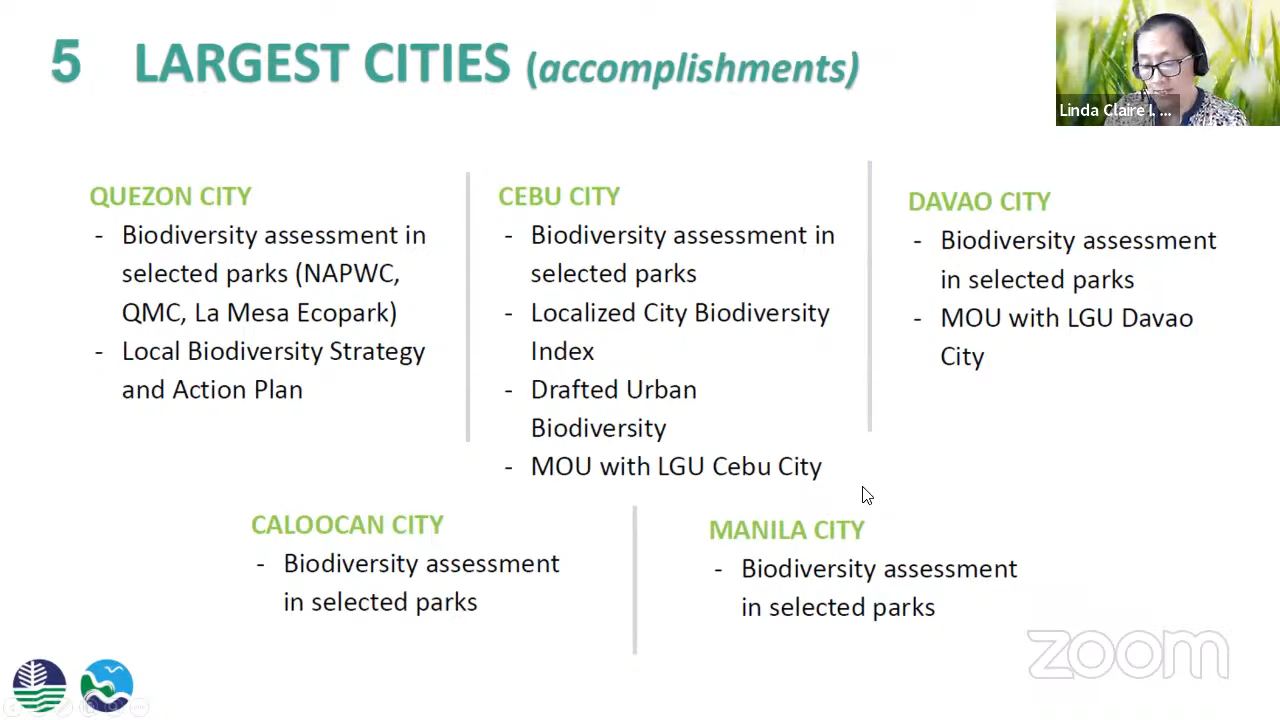 5 LARGEST CITIES (accomplishments)
Linda Claire I. ...
QUEZON CITY
- Biodiversity assessment in
selected parks (NAPWC,
QMC, La Mesa Ecopark)
- Local Biodiversity Strategy
and Action Plan
CEBU CITY
- Biodiversity assessment in
selected parks
- Localized City Biodiversity
Index
- Drafted Urban
Biodiversity
- MOU with LGU Cebu City
DAVAO CITY
- Biodiversity assessment
in selected parks
- MOU with LGU Davao
City
CALOOCAN CITY
- Biodiversity assessment
in selected parks
MANILA CITY
- Biodiversity assessment
in selected parks
zoom